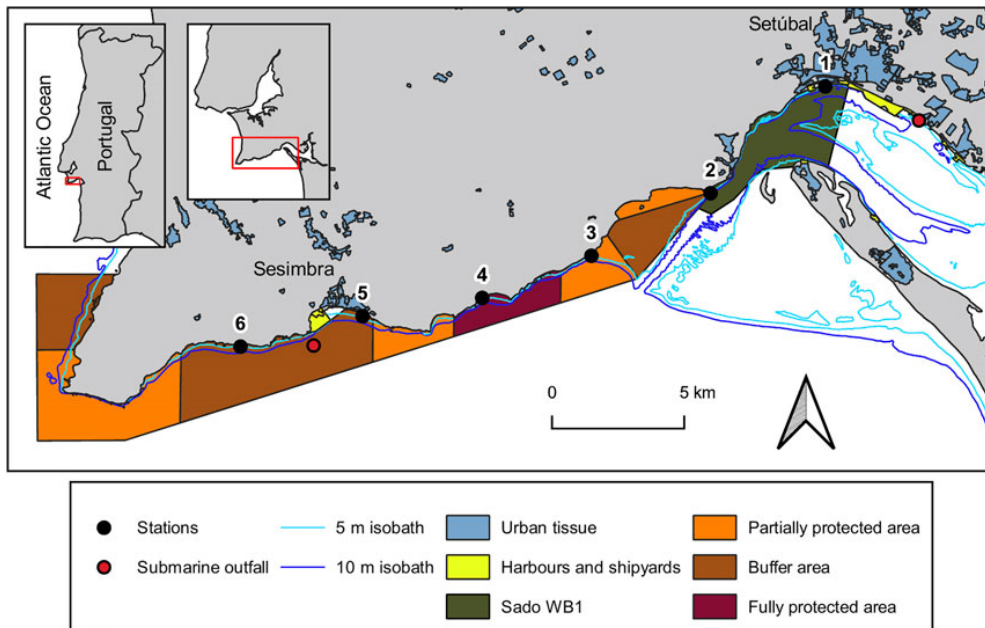 Atlantic Ocean
Portugal
Setúbal
1
2
3
Sesimbra
4
5
6
0 5 km
Stations
5 m isobath
Urban tissue
Partially protected area
Submarine outfall
10 m isobath
Harbours and shipyards
Buffer area
Sado WB1
Fully protected area